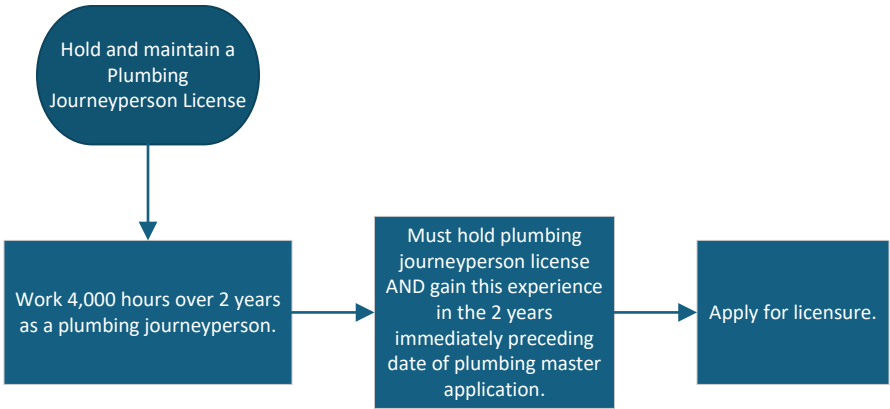 Hold and maintain a
Plumbing
Journeyperson License
Work 4,000 hours over 2 years
as a plumbing journeyperson.
Must hold plumbing
journeyperson license
AND gain this experience
in the 2 years
immediately preceding
date of plumbing master
application.
Apply for licensure.